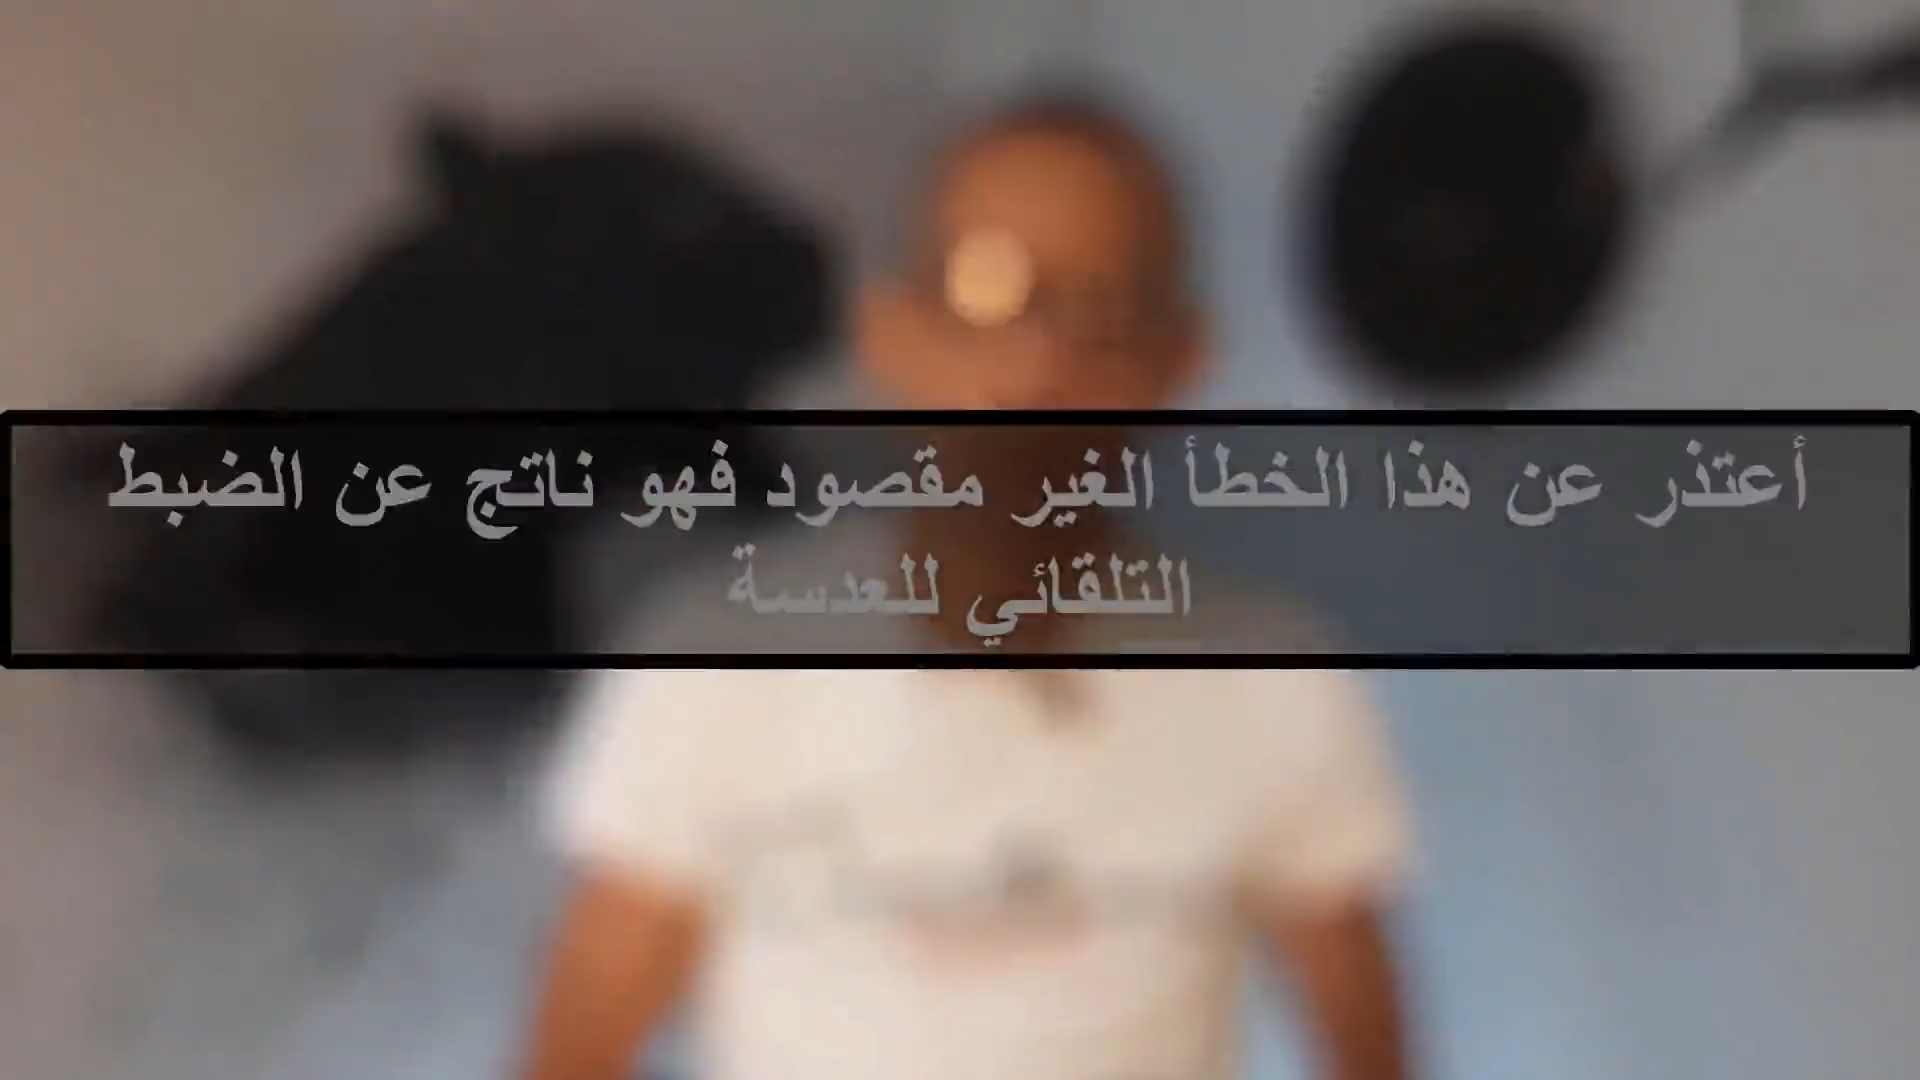 أعتذر عن هذا الخطأ الغير مقصود فهو ناتج عن الضبط
التلقائي للعدسة